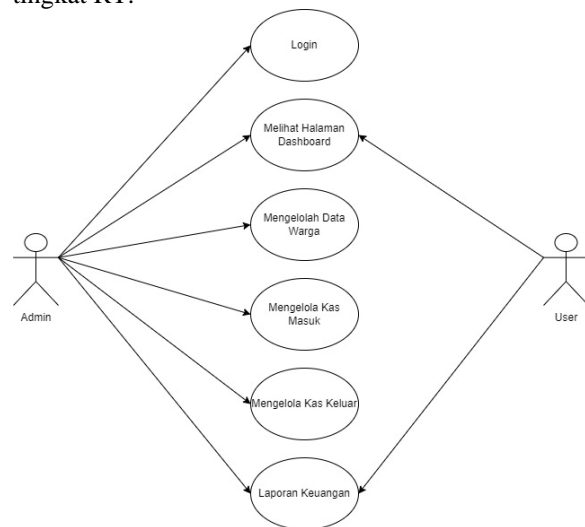 tingkat RT.
Login
Melihat Halaman
Dashboard
Mengelolah Data
Warga
Mengelola Kas
Masuk
Admin
User
Mengelola Kas Keluar
Laporan Keuangan